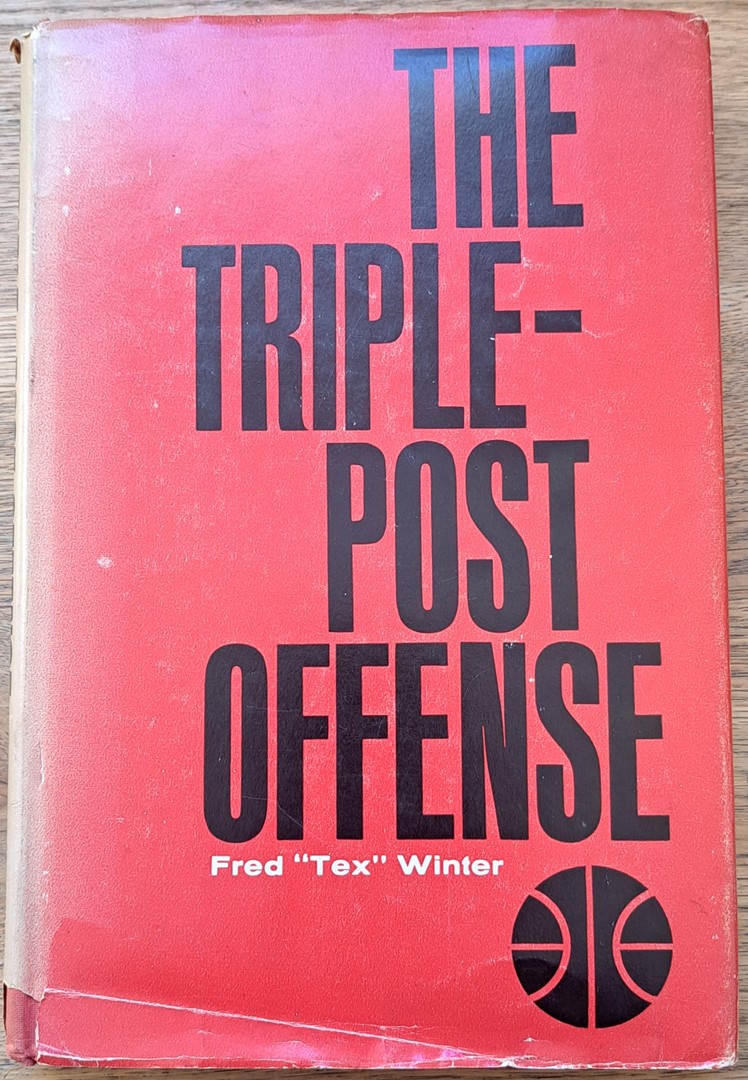 THE
TRIPLE-
POST
OFFENSE
Fred “Tex” Winter